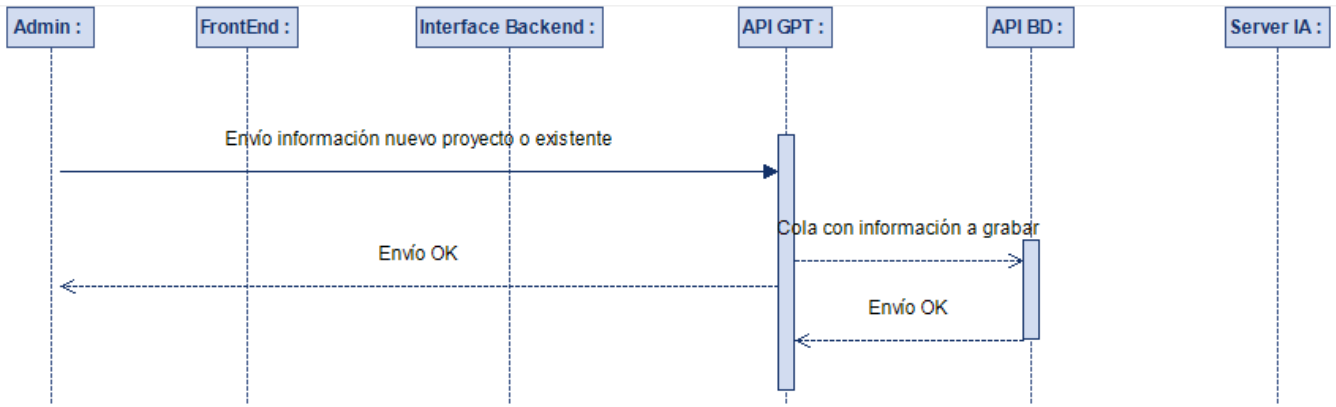 Admin :
FrontEnd :
Interface Backend :
API GPT :
API BD :
Server IA :
Envío información nuevo proyecto o existente
Cola con información a grabar
Envío OK
Envío OK